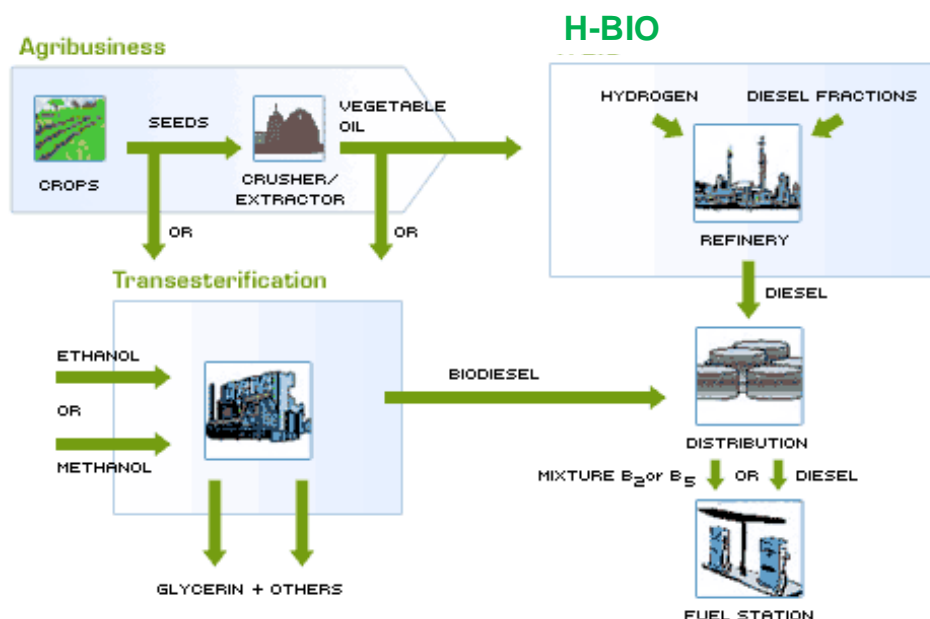 H-BIO
Agribusiness
HYDROGEN
DIESEL FRACTIONS
SEEDS
VEGETABLE
OIL
CROPS
CRUSHER/
EXTRACTOR
REFINERY
OR
OR
Transesterification
DIESEL
ETHANOL
OR
METHANOL
BIODIESEL
DISTRIBUTION
MIXTURE B2 or B5
OR
DIESEL
GLYCERIN + OTHERS
FUEL STATION